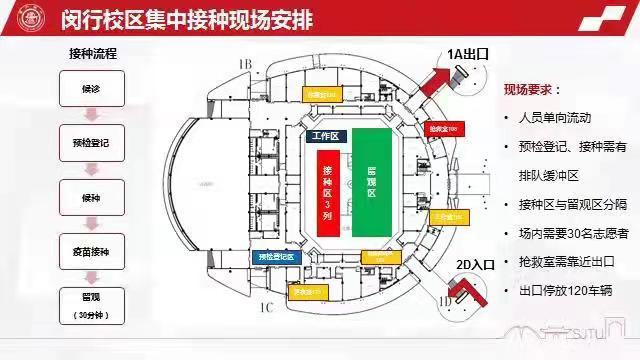 闵行校区集中接种现场安排
接种流程
候诊
预检登记
候种
疫苗接种
留观
（30分钟）
1B
1A出口
抢救室108
工作区
接种区3列
留观区
预检登记区
2D入口
1C
1D
现场要求：
人员单向流动
预检登记、接种需有
排队缓冲区
接种区与留观区分隔
场内需要30名志愿者
抢救室需靠近出口
出口停放120车辆
SJTU